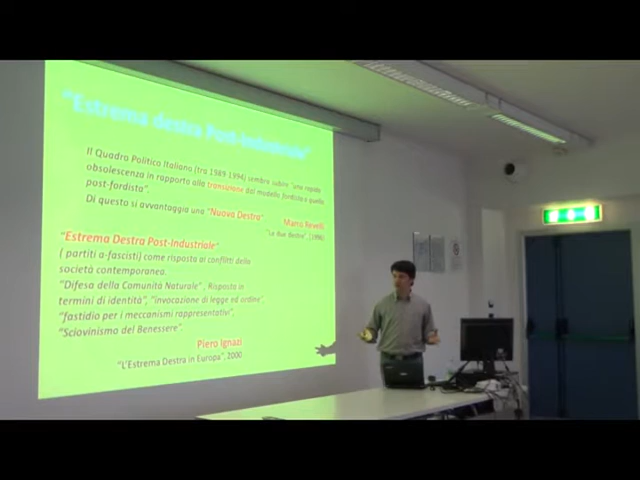 "Estrema destra Post-Industriale"
Il Quadro Politico Italiano (tra 1989-1994) sembra subire "una rapida
obsolescenza in rapporto alla transizione dal modello fordista a quello
post-fordista".
Di questo si avvantaggia una "Nuova Destra".
Marco Revelli
"Le due destre", (1996)
"Estrema Destra Post-Industriale"
( partiti a-fascisti) come risposta ai conflitti della
società contemporanea.
"Difesa della Comunità Naturale" , Risposta in
termini di identità", "invocazione di legge ed ordine",
"fastidio per i meccanismi rappresentativi",
"Sciovinismo del Benessere".
Piero Ignazi
"L'Estrema Destra in Europa", 2000